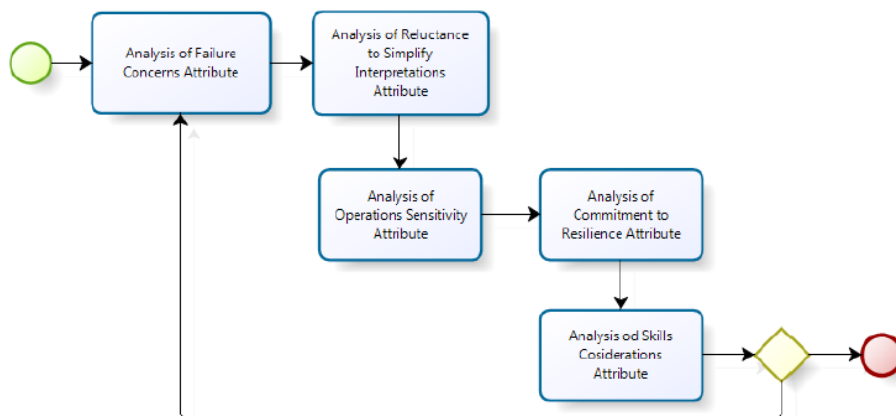 Analysis of Failure
Concerns Attribute
Analysis of Reluctance
to Simplify
Interpretations
Attribute
Analysis of
Operations Sensitivity
Attribute
Analysis of
Commitment to
Resilience Attribute
Analysis od Skills
Cosiderations
Attribute